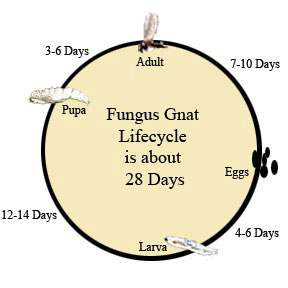 3-6 Days
Adult
7-10 Days
Pupa
Fungus Gnat
Lifecycle
is about
28 Days
Eggs
12-14 Days
Larva
4-6 Days